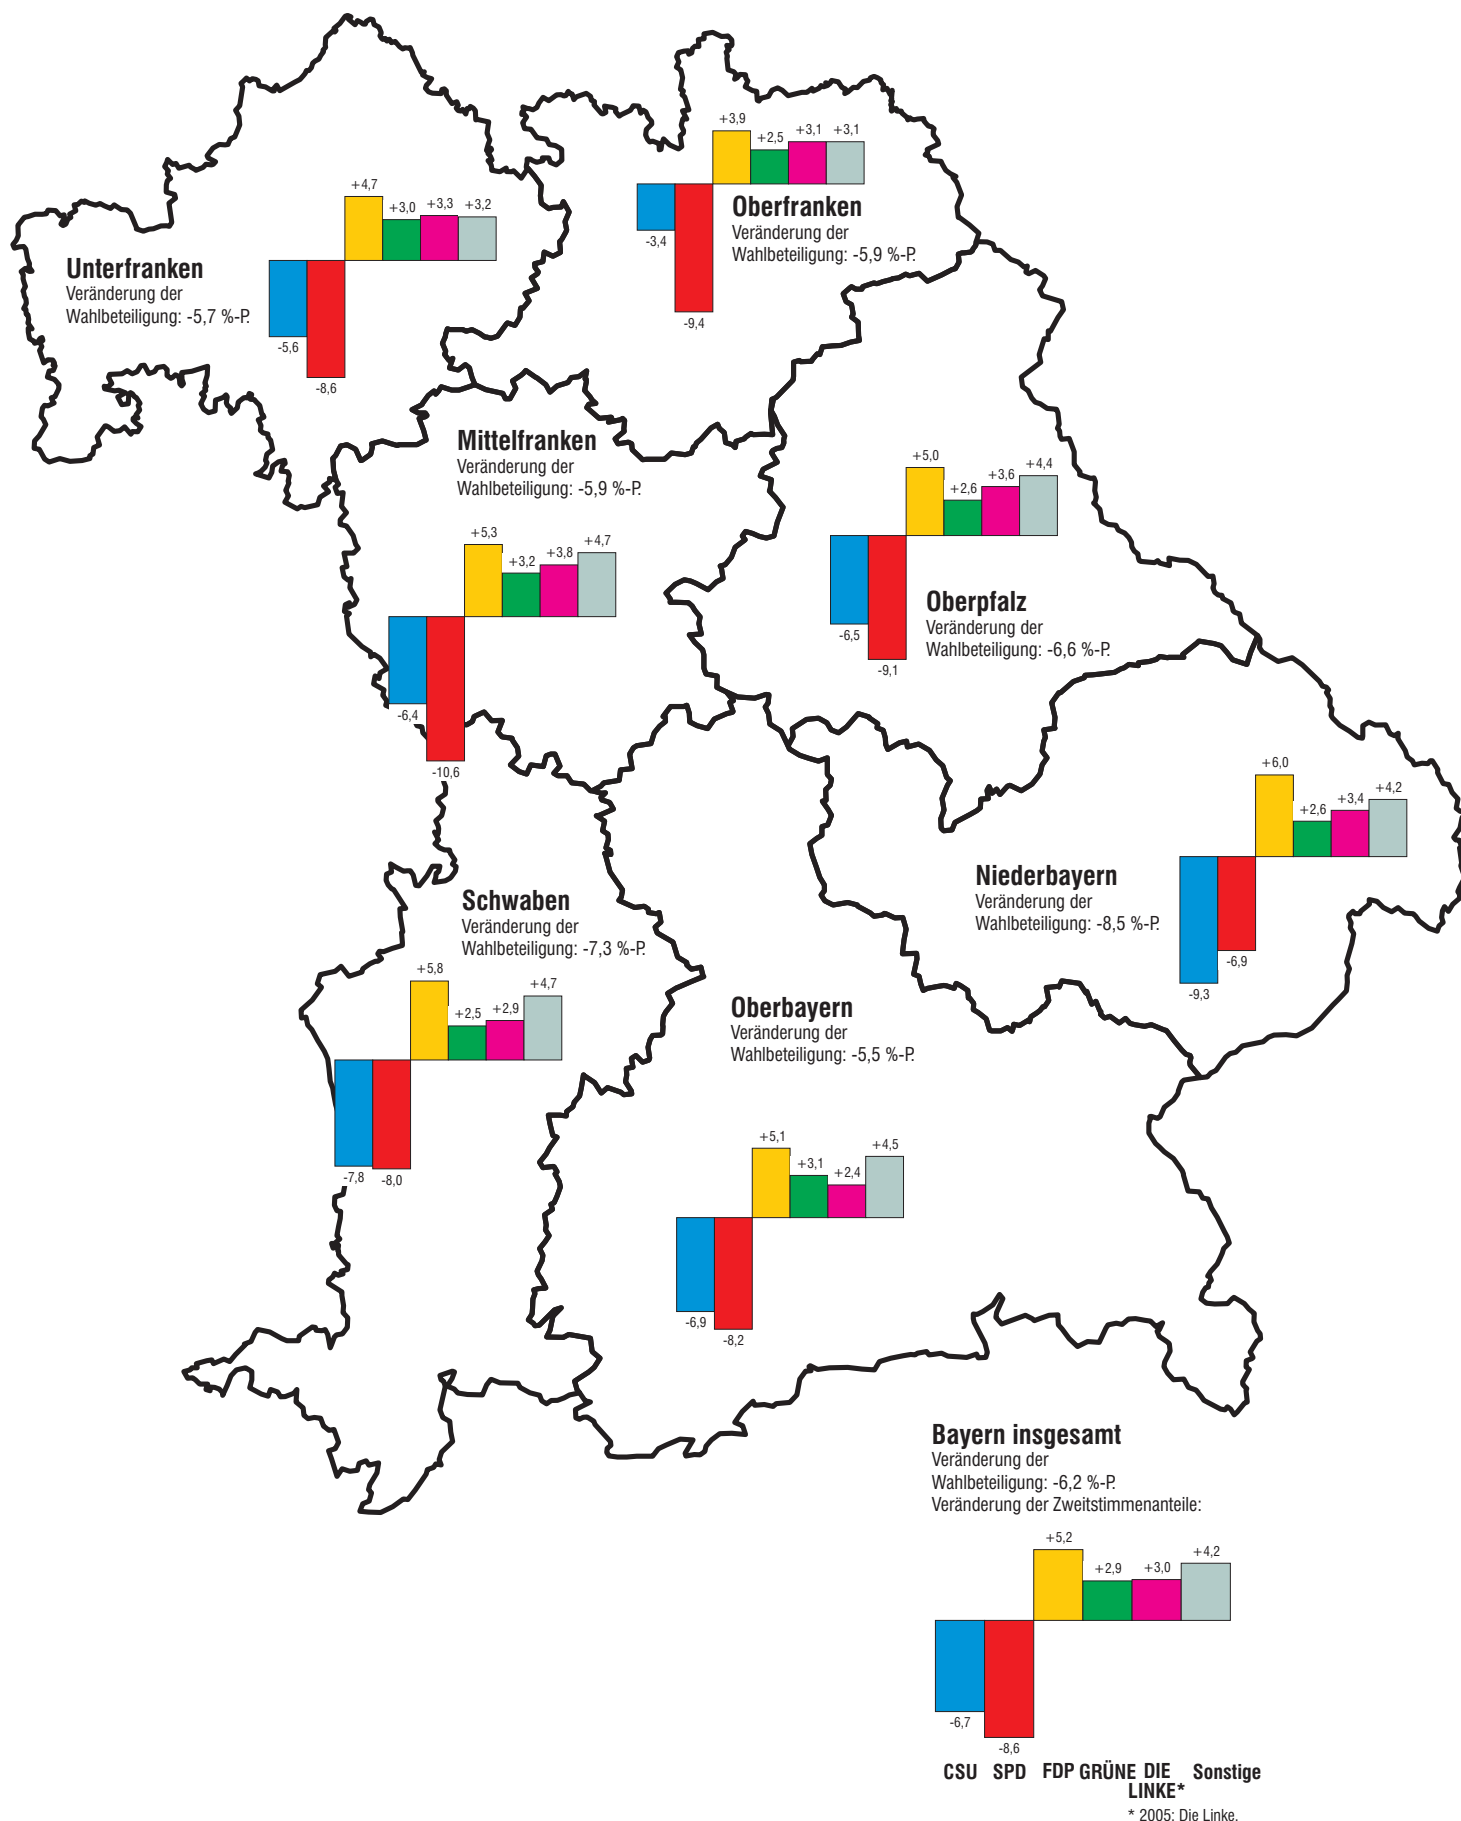 +3,9
+2,5
+3,1
+3,1
Oberfranken
Veränderung der
Wahlbeteiligung: -5,9 %-P.
-3,4
-9,4
+4,7
+3,0
+3,3
+3,2
Unterfranken
Veränderung der
Wahlbeteiligung: -5,7 %-P.
-5,6
-8,6
Mittelfranken
Veränderung der
Wahlbeteiligung: -5,9 %-P.
+5,3
+3,2
+3,8
+4,7
-6,4
-10,6
+5,0
+2,6
+3,6
+4,4
Oberpfalz
Veränderung der
Wahlbeteiligung: -6,6 %-P.
-6,5
-9,1
+6,0
+2,6
+3,4
+4,2
Niederbayern
Veränderung der
Wahlbeteiligung: -8,5 %-P.
-6,9
-9,3
Schwaben
Veränderung der
Wahlbeteiligung: -7,3 %-P.
+5,8
+2,5
+2,9
+4,7
-7,8
-8,0
Oberbayern
Veränderung der
Wahlbeteiligung: -5,5 %-P.
+5,1
+3,1
+2,4
+4,5
-6,9
-8,2
Bayern insgesamt
Veränderung der
Wahlbeteiligung: -6,2 %-P.
Veränderung der Zweitstimmenanteile:
+5,2
+2,9
+3,0
+4,2
-6,7
-8,6
CSU SPD FDP GRÜNE DIE Sonstige
LINKE*
* 2005: Die Linke.